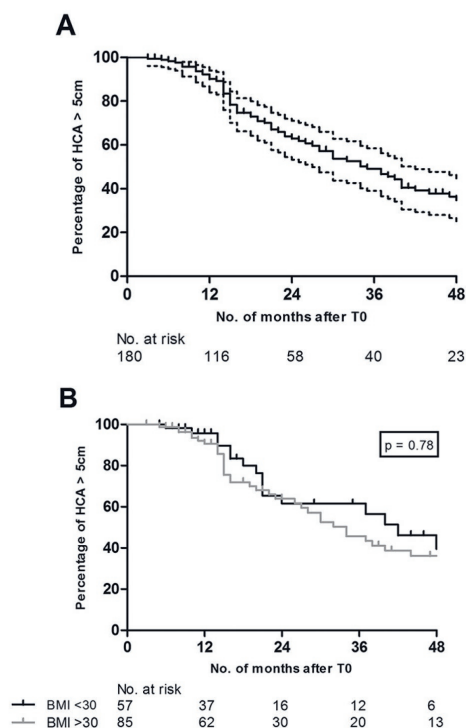 A
Percentage of HCA > 5cm
100
80
60
40
20
0
0 12 24 36 48
No. of months after T0
No. at risk
180 116 58 40 23
B
Percentage of HCA > 5cm
100
80
60
40
20
0
p = 0.78
0 12 24 36 48
No. of months after T0
No. at risk
BMI <30 57 37 16 12 6
BMI >30 85 62 30 20 13